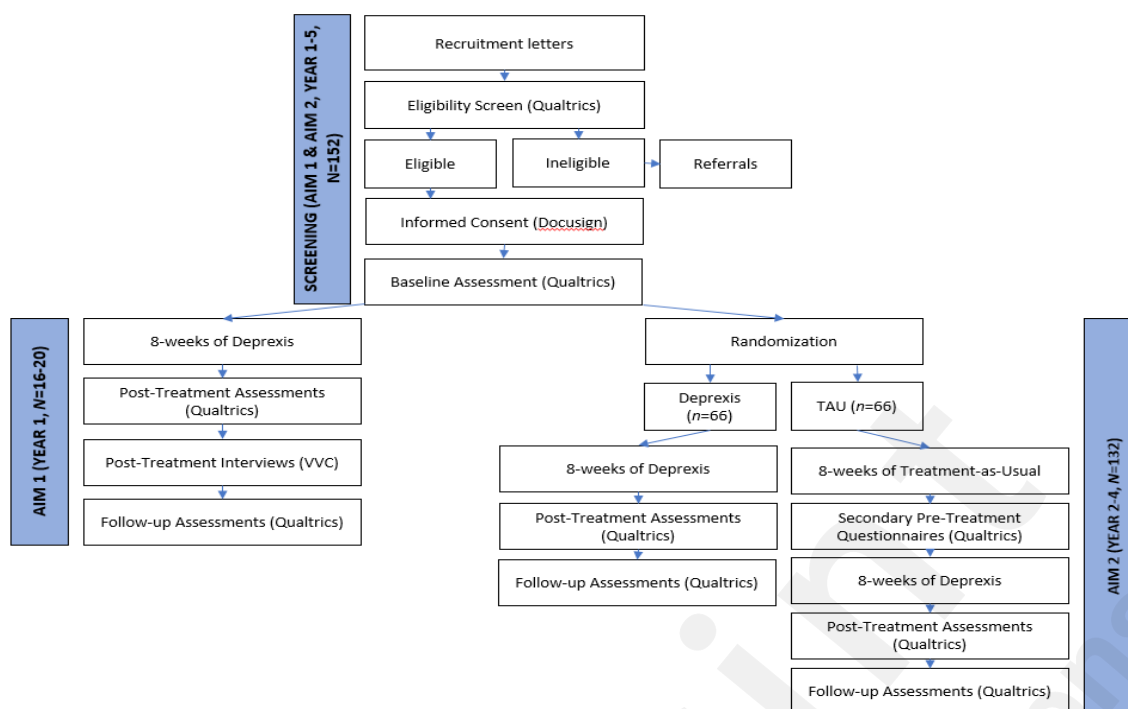 SCREENING (AIM 1 & AIM 2, YEAR 1-5,
N=152)
Recruitment letters
Eligibility Screen (Qualtrics)
Eligible
Ineligible
Referrals
Informed Consent (Docusign)
Baseline Assessment (Qualtrics)
AIM 1 (YEAR 1, N=16-20)
8-weeks of Deprexis
Post-Treatment Assessments
(Qualtrics)
Post-Treatment Interviews (VVC)
Follow-up Assessments (Qualtrics)
Randomization
Deprexis
(n=66)
TAU (n=66)
8-weeks of Deprexis
Post-Treatment Assessments
(Qualtrics)
Follow-up Assessments (Qualtrics)
8-weeks of Treatment-as-Usual
Secondary Pre-Treatment
Questionnaires (Qualtrics)
8-weeks of Deprexis
Post-Treatment Assessments
(Qualtrics)
Follow-up Assessments (Qualtrics)
AIM 2 (YEAR 2-4, N=132)